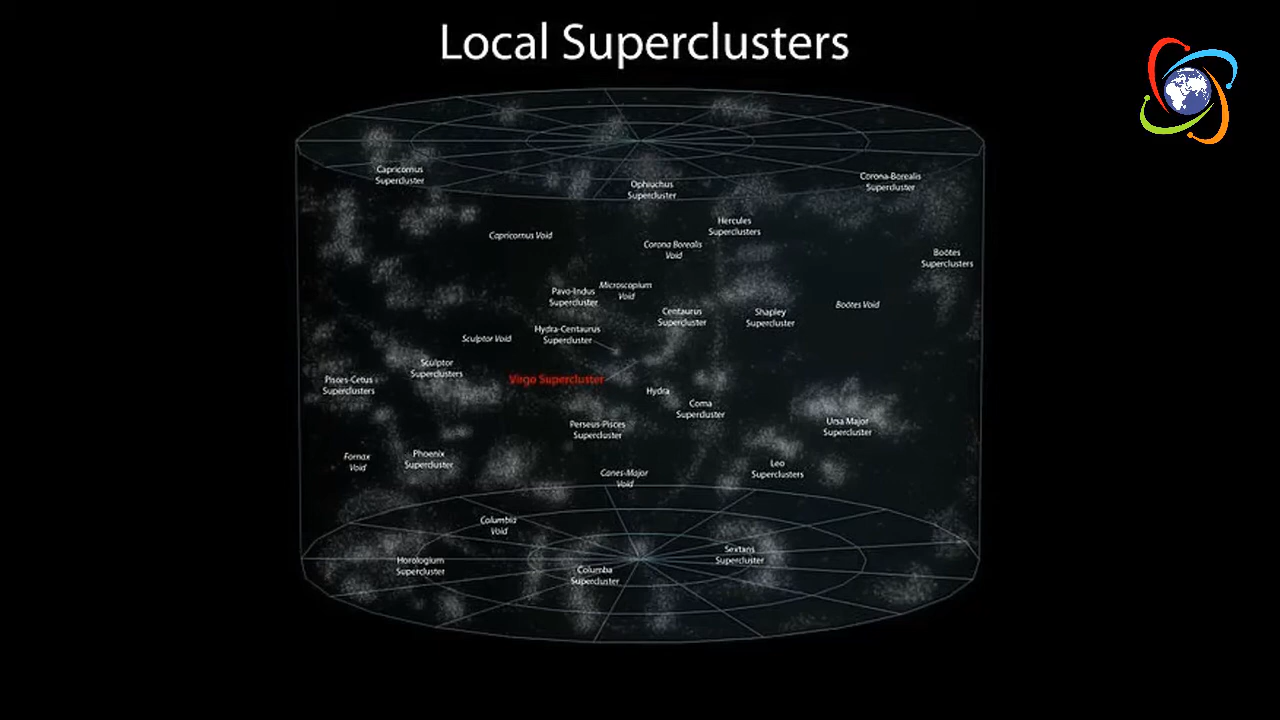 Local Superclusters
Capricornus
Supercluster
Ophiuchus
Supercluster
Corona-Borealis
Supercluster
Hercules
Superclusters
Capricornus Void
Corona Borealis
Void
Boötes
Superclusters
Pavo-Indus
Supercluster
Microscopium
Void
Centaurus
Supercluster
Shapley
Supercluster
Boötes Void
Hydra-Centaurus
Supercluster
Sculptor Void
Sculptor
Superclusters
Pisces-Cetus
Superclusters
Virgo Supercluster
Hydra
Coma
Supercluster
Perseus-Pisces
Supercluster
Ursa Major
Supercluster
Fornax
Void
Phoenix
Supercluster
Canes-Major
Void
Leo
Superclusters
Columbia
Void
Horologium
Supercluster
Columba
Supercluster
Sextans
Supercluster